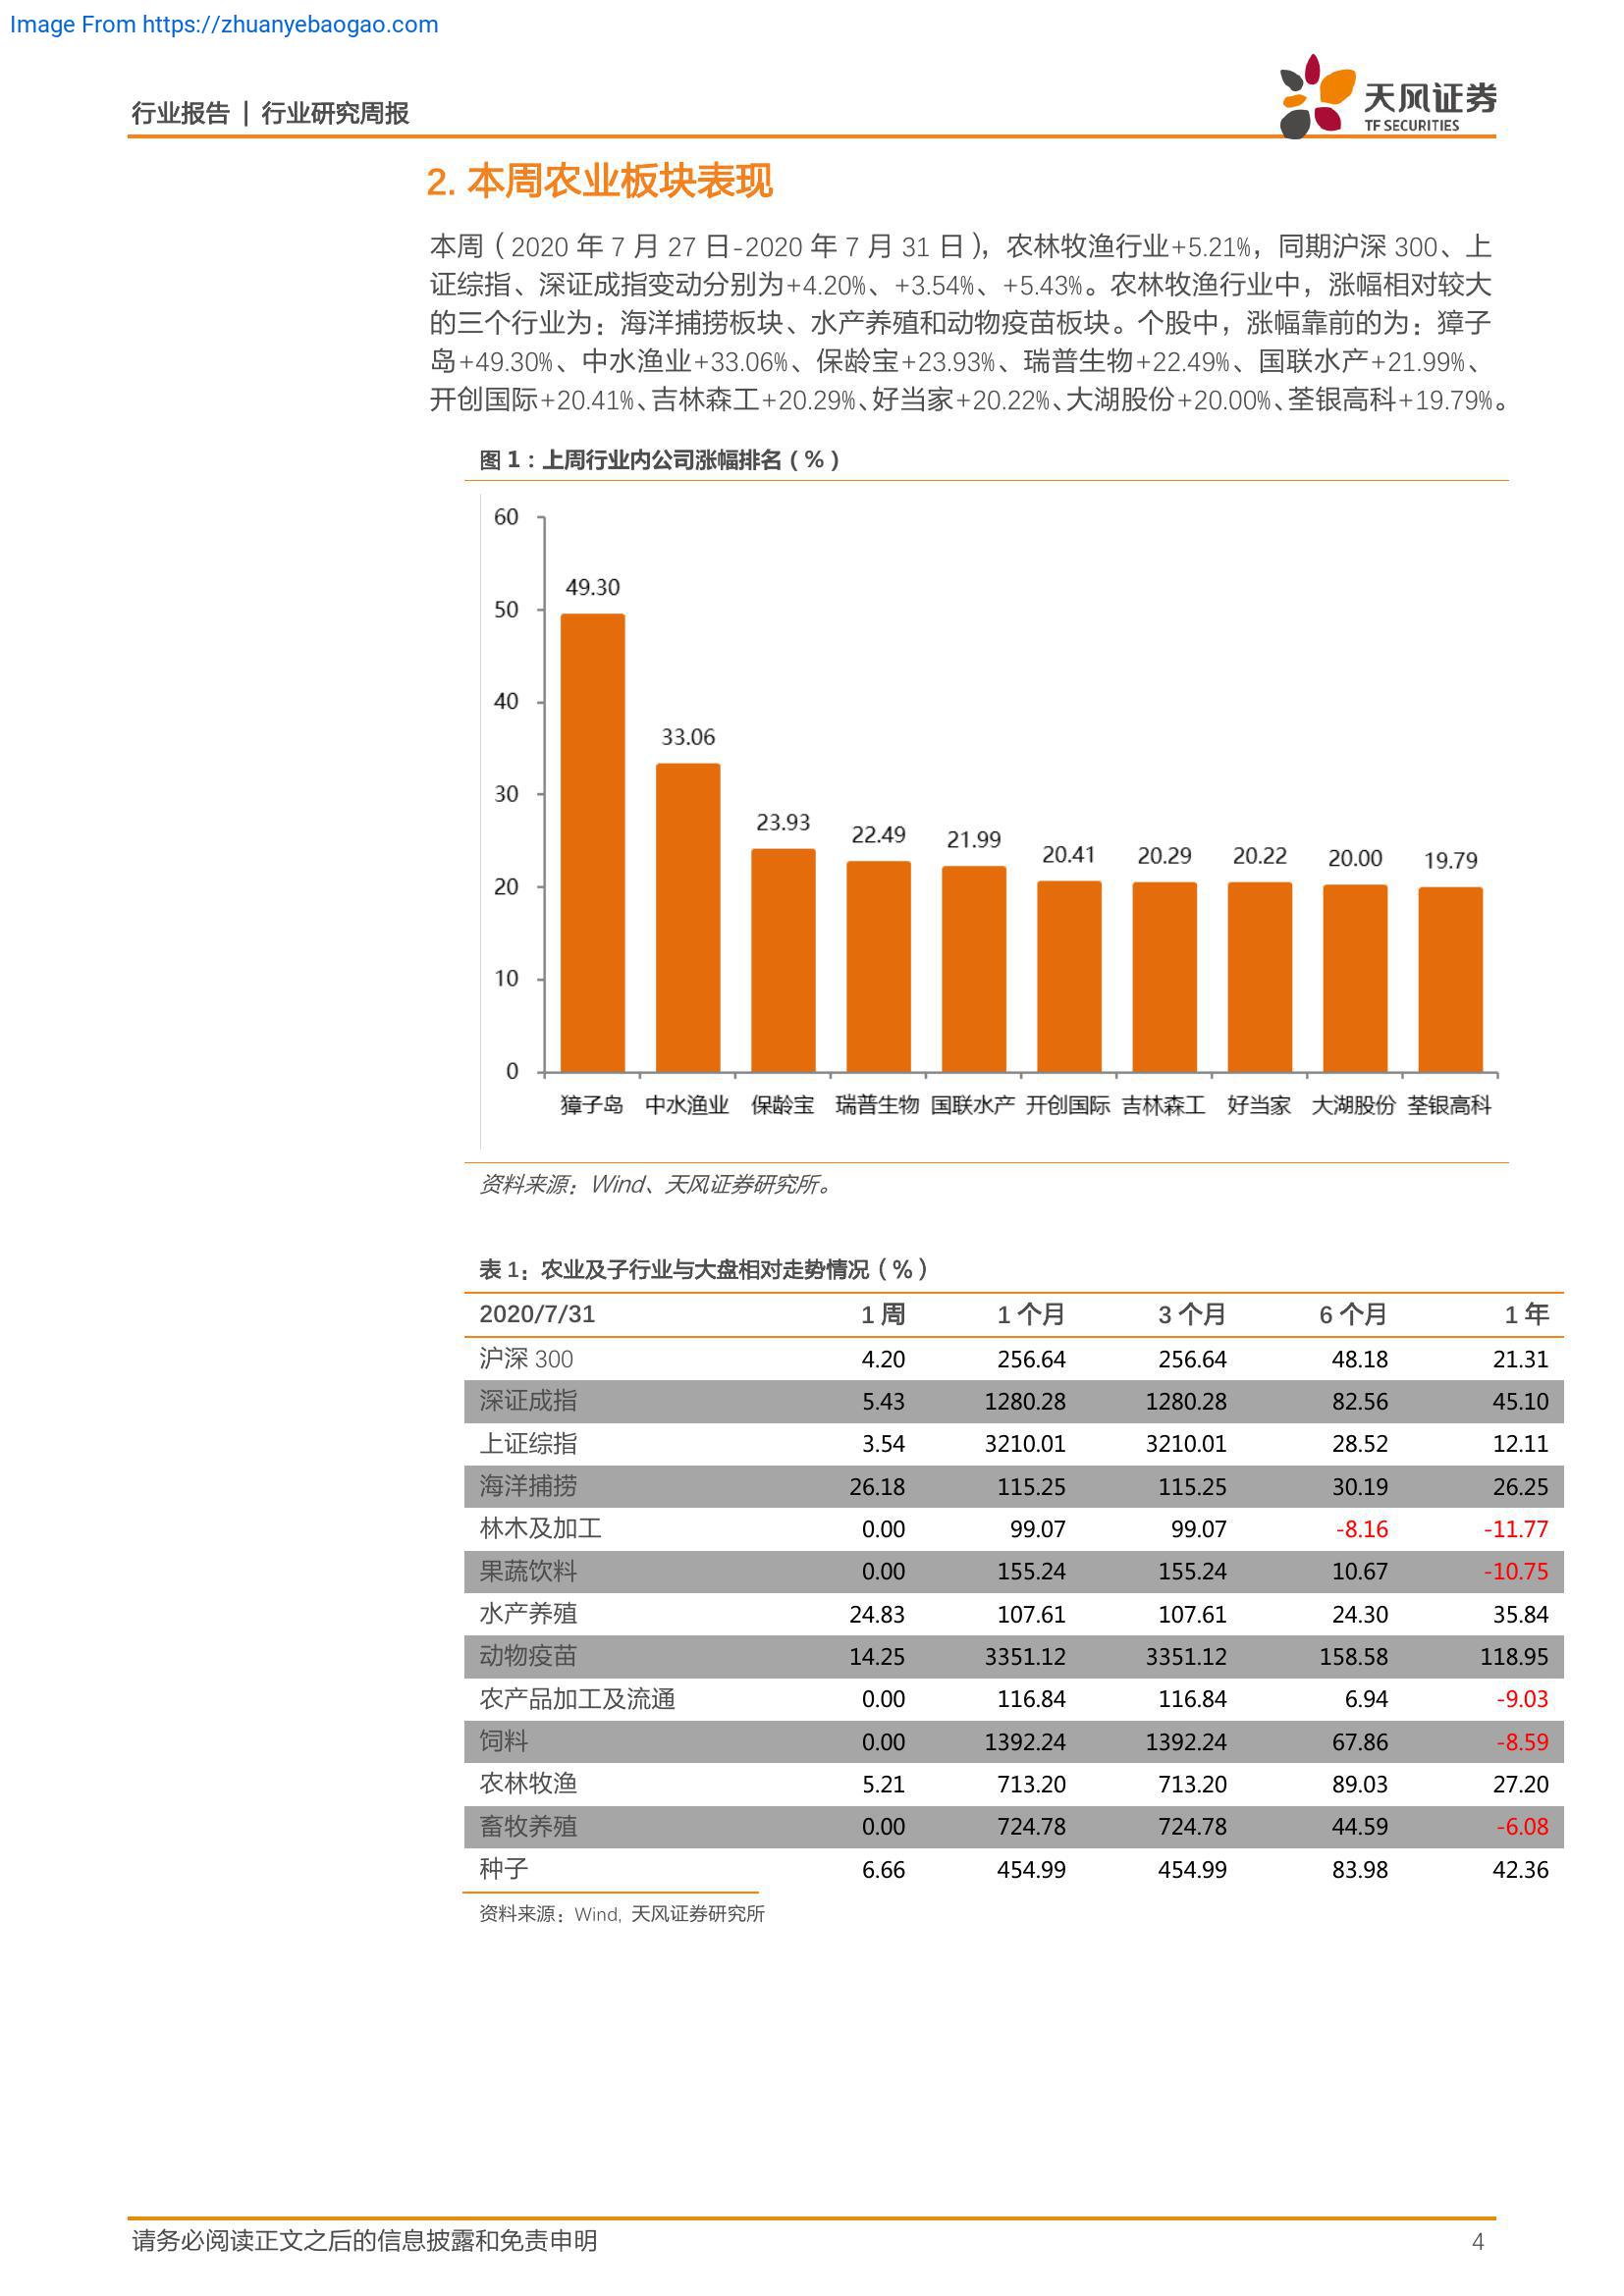 Image From https://zhuanyebaogao.com
行业报告 | 行业研究周报
天风证券
TF SECURITIES
2. 本周农业板块表现
本周（2020 年 7 月 27 日-2020 年 7 月 31 日），农林牧渔行业+5.21%，同期沪深 300、上
证综指、深证成指变动分别为+4.20%、+3.54%、+5.43%。农林牧渔行业中，涨幅相对较大
的三个行业为：海洋捕捞板块、水产养殖和动物疫苗板块。个股中，涨幅靠前的为：獐子
岛+49.30%、中水渔业+33.06%、保龄宝+23.93%、瑞普生物+22.49%、国联水产+21.99%、
开创国际+20.41%、吉林森工+20.29%、好当家+20.22%、大湖股份+20.00%、荃银高科+19.79%。
图 1：上周行业内公司涨幅排名（%）
60
50
40
30
20
10
0
49.30
33.06
23.93
22.49
21.99
20.41
20.29
20.22
20.00
19.79
獐子岛 中水渔业 保龄宝 瑞普生物 国联水产 开创国际 吉林森工 好当家 大湖股份 荃银高科
资料来源：Wind、天风证券研究所。
表 1：农业及子行业与大盘相对走势情况（%）
2020/7/31 1 周 1 个月 3 个月 6 个月 1 年
沪深 300 4.20 256.64 256.64 48.18 21.31
深证成指 5.43 1280.28 1280.28 82.56 45.10
上证综指 3.54 3210.01 3210.01 28.52 12.11
海洋捕捞 26.18 115.25 115.25 30.19 26.25
林木及加工 0.00 99.07 99.07 -8.16 -11.77
果蔬饮料 0.00 155.24 155.24 10.67 -10.75
水产养殖 24.83 107.61 107.61 24.30 35.84
动物疫苗 14.25 3351.12 3351.12 158.58 118.95
农产品加工及流通 0.00 116.84 116.84 6.94 -9.03
饲料 0.00 1392.24 1392.24 67.86 -8.59
农林牧渔 5.21 713.20 713.20 89.03 27.20
畜牧养殖 0.00 724.78 724.78 44.59 -6.08
种子 6.66 454.99 454.99 83.98 42.36
资料来源：Wind, 天风证券研究所
请务必阅读正文之后的信息披露和免责申明 4